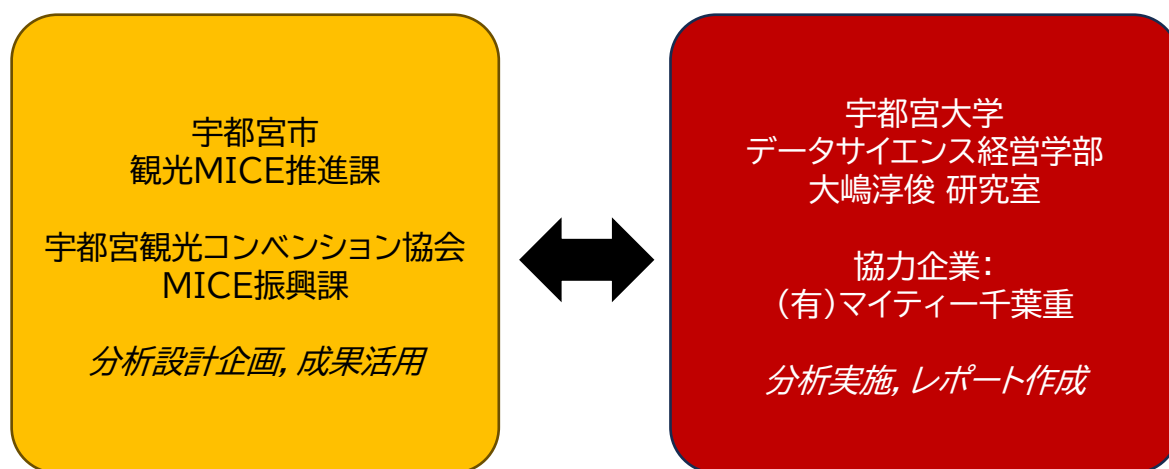 宇都宮市
観光MICE推進課
宇都宮観光コンベンション協会
MICE振興課
分析設計企画, 成果活用
宇都宮大学
データサイエンス経営学部
大嶋淳俊 研究室
協力企業：
（有）マイティー千葉重
分析実施, レポート作成